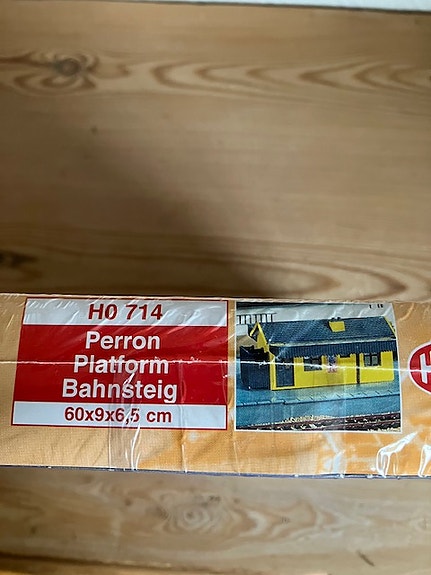 H0 714
Perron
Platform
Bahnsteig
60x9x6,5 cm
H